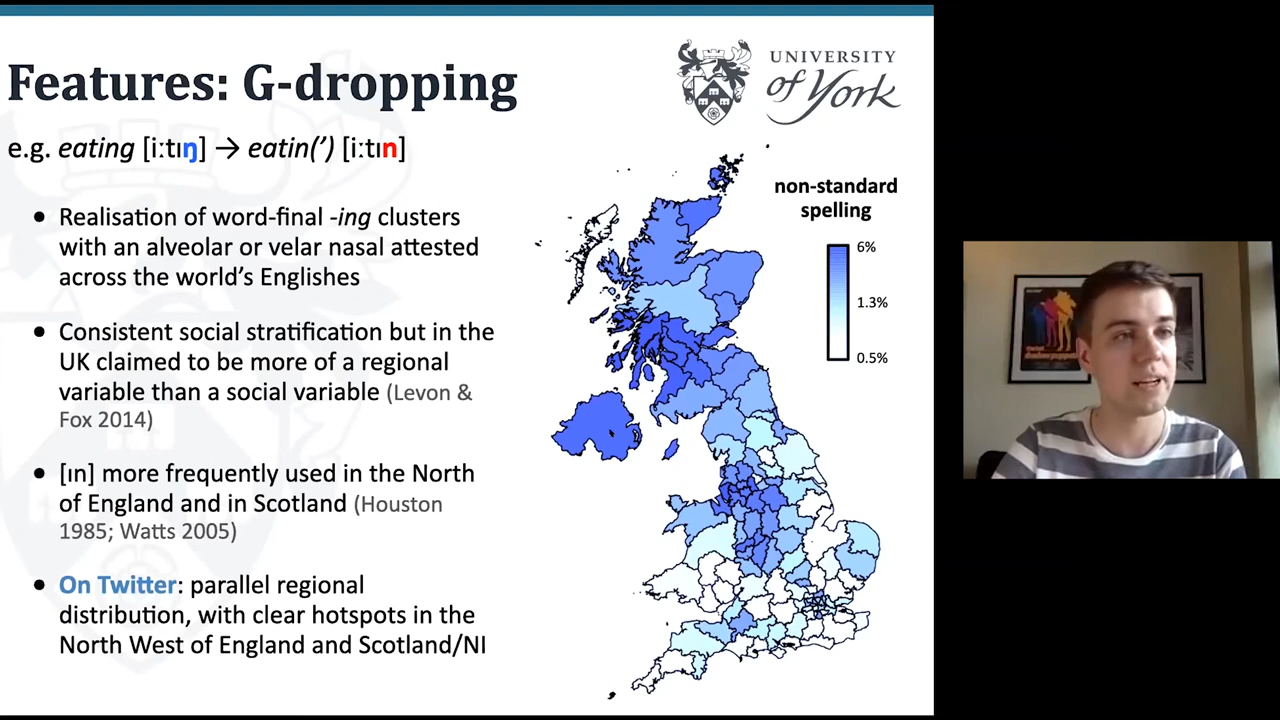 Features: G-dropping
UNIVERSITY
of York
e.g. eating [iːtɪŋ] → eatin(’) [iːtɪn]
● Realisation of word-final -ing clusters
with an alveolar or velar nasal attested
across the world’s Englishes
● Consistent social stratification but in the
UK claimed to be more of a regional
variable than a social variable (Levon &
Fox 2014)
● [ɪn] more frequently used in the North
of England and in Scotland (Houston
1985; Watts 2005)
● On Twitter: parallel regional
distribution, with clear hotspots in the
North West of England and Scotland/NI
non-standard
spelling
6%
1.3%
0.5%